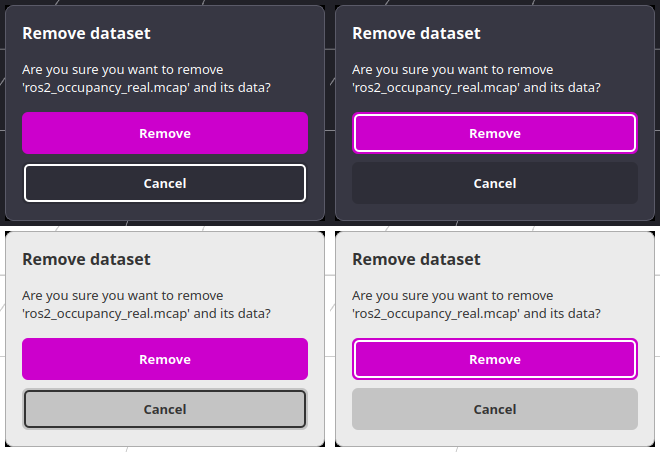 Remove dataset
Are you sure you want to remove
'ros2_occupancy_real.mcap' and its data?
Remove
Cancel
Remove dataset
Are you sure you want to remove
'ros2_occupancy_real.mcap' and its data?
Remove
Cancel
Remove dataset
Are you sure you want to remove
'ros2_occupancy_real.mcap' and its data?
Remove
Cancel
Remove dataset
Are you sure you want to remove
'ros2_occupancy_real.mcap' and its data?
Remove
Cancel